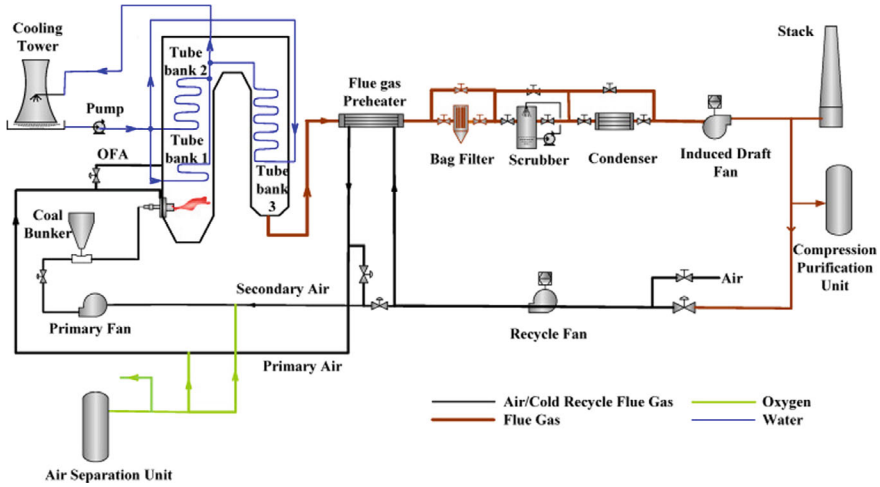 Cooling
Tower
Tube
bank 2
Stack
Flue gas
Preheater
Pump
Tube
bank 1
OFA
Bag Filter
Scrubber
Condenser
Induced Draft
Fan
Tube
bank
3
Coal
Bunker
Compression
Purification
Unit
Secondary Air
Air
Primary Fan
Recycle Fan
Primary Air
Air/Cold Recycle Flue Gas
Oxygen
Flue Gas
Water
Air Separation Unit